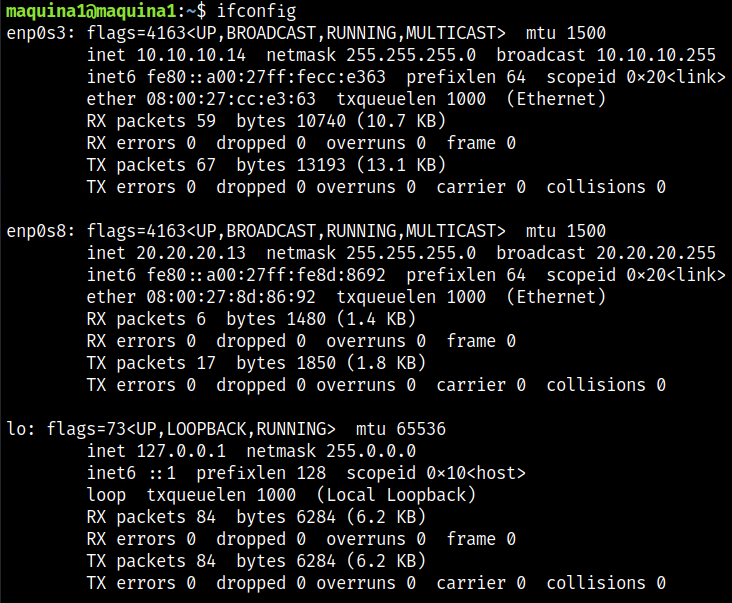 maquina1@maquina1:~$ ifconfig
enp0s3: flags=4163<UP,BROADCAST,RUNNING,MULTICAST>  mtu 1500
        inet 10.10.10.14  netmask 255.255.255.0  broadcast 10.10.10.255
        inet6 fe80::a00:27ff:fecc:e363  prefixlen 64  scopeid 0x20<link>
        ether 08:00:27:cc:e3:63  txqueuelen 1000  (Ethernet)
        RX packets 59  bytes 10740 (10.7 KB)
        RX errors 0  dropped 0  overruns 0  frame 0
        TX packets 67  bytes 13193 (13.1 KB)
        TX errors 0  dropped 0 overruns 0  carrier 0  collisions 0

enp0s8: flags=4163<UP,BROADCAST,RUNNING,MULTICAST>  mtu 1500
        inet 20.20.20.13  netmask 255.255.255.0  broadcast 20.20.20.255
        inet6 fe80::a00:27ff:fe8d:8692  prefixlen 64  scopeid 0x20<link>
        ether 08:00:27:8d:86:92  txqueuelen 1000  (Ethernet)
        RX packets 6  bytes 1480 (1.4 KB)
        RX errors 0  dropped 0  overruns 0  frame 0
        TX packets 17  bytes 1850 (1.8 KB)
        TX errors 0  dropped 0 overruns 0  carrier 0  collisions 0

lo: flags=73<UP,LOOPBACK,RUNNING>  mtu 65536
        inet 127.0.0.1  netmask 255.0.0.0
        inet6 ::1  prefixlen 128  scopeid 0x10<host>
        loop  txqueuelen 1000  (Local Loopback)
        RX packets 84  bytes 6284 (6.2 KB)
        RX errors 0  dropped 0  overruns 0  frame 0
        TX packets 84  bytes 6284 (6.2 KB)
        TX errors 0  dropped 0 overruns 0  carrier 0  collisions 0